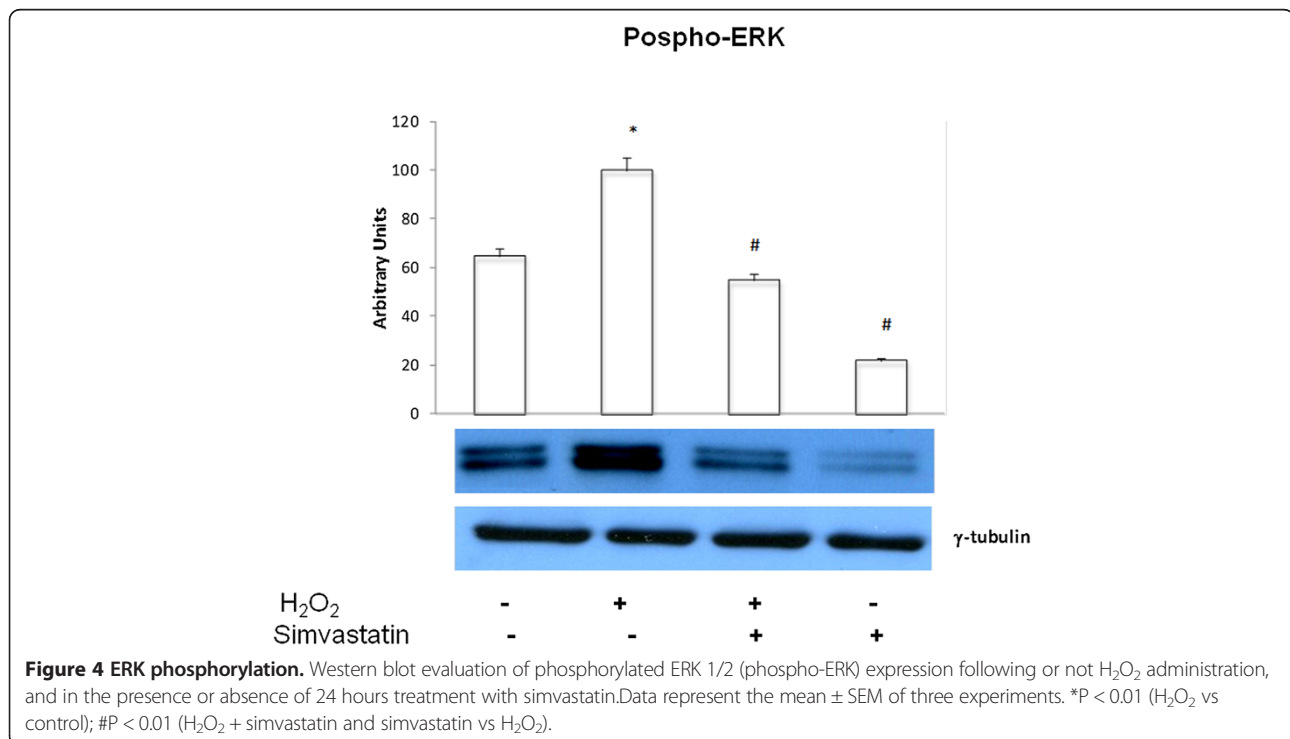 Pospho-ERK
120
100
80
60
40
20
0
Arbitrary Units
*
#
#
γ-tubulin
H₂O₂ - + + -
Simvastatin - - + +
Figure 4 ERK phosphorylation. Western blot evaluation of phosphorylated ERK 1/2 (phospho-ERK) expression following or not H₂O₂ administration,
and in the presence or absence of 24 hours treatment with simvastatin.Data represent the mean ± SEM of three experiments. *P < 0.01 (H₂O₂ vs
control); #P < 0.01 (H₂O₂ + simvastatin and simvastatin vs H₂O₂).